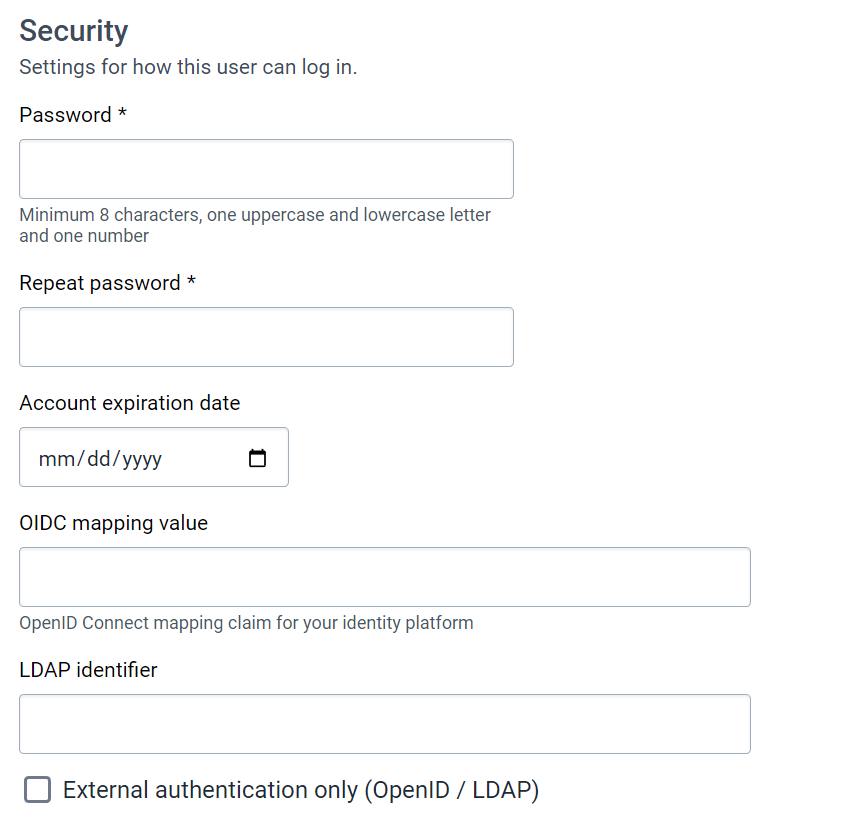 Security
Settings for how this user can log in.
Password *
Minimum 8 characters, one uppercase and lowercase letter
and one number
Repeat password *
Account expiration date
mm/dd/yyyy
OIDC mapping value
OpenID Connect mapping claim for your identity platform
LDAP identifier
External authentication only (OpenID / LDAP)